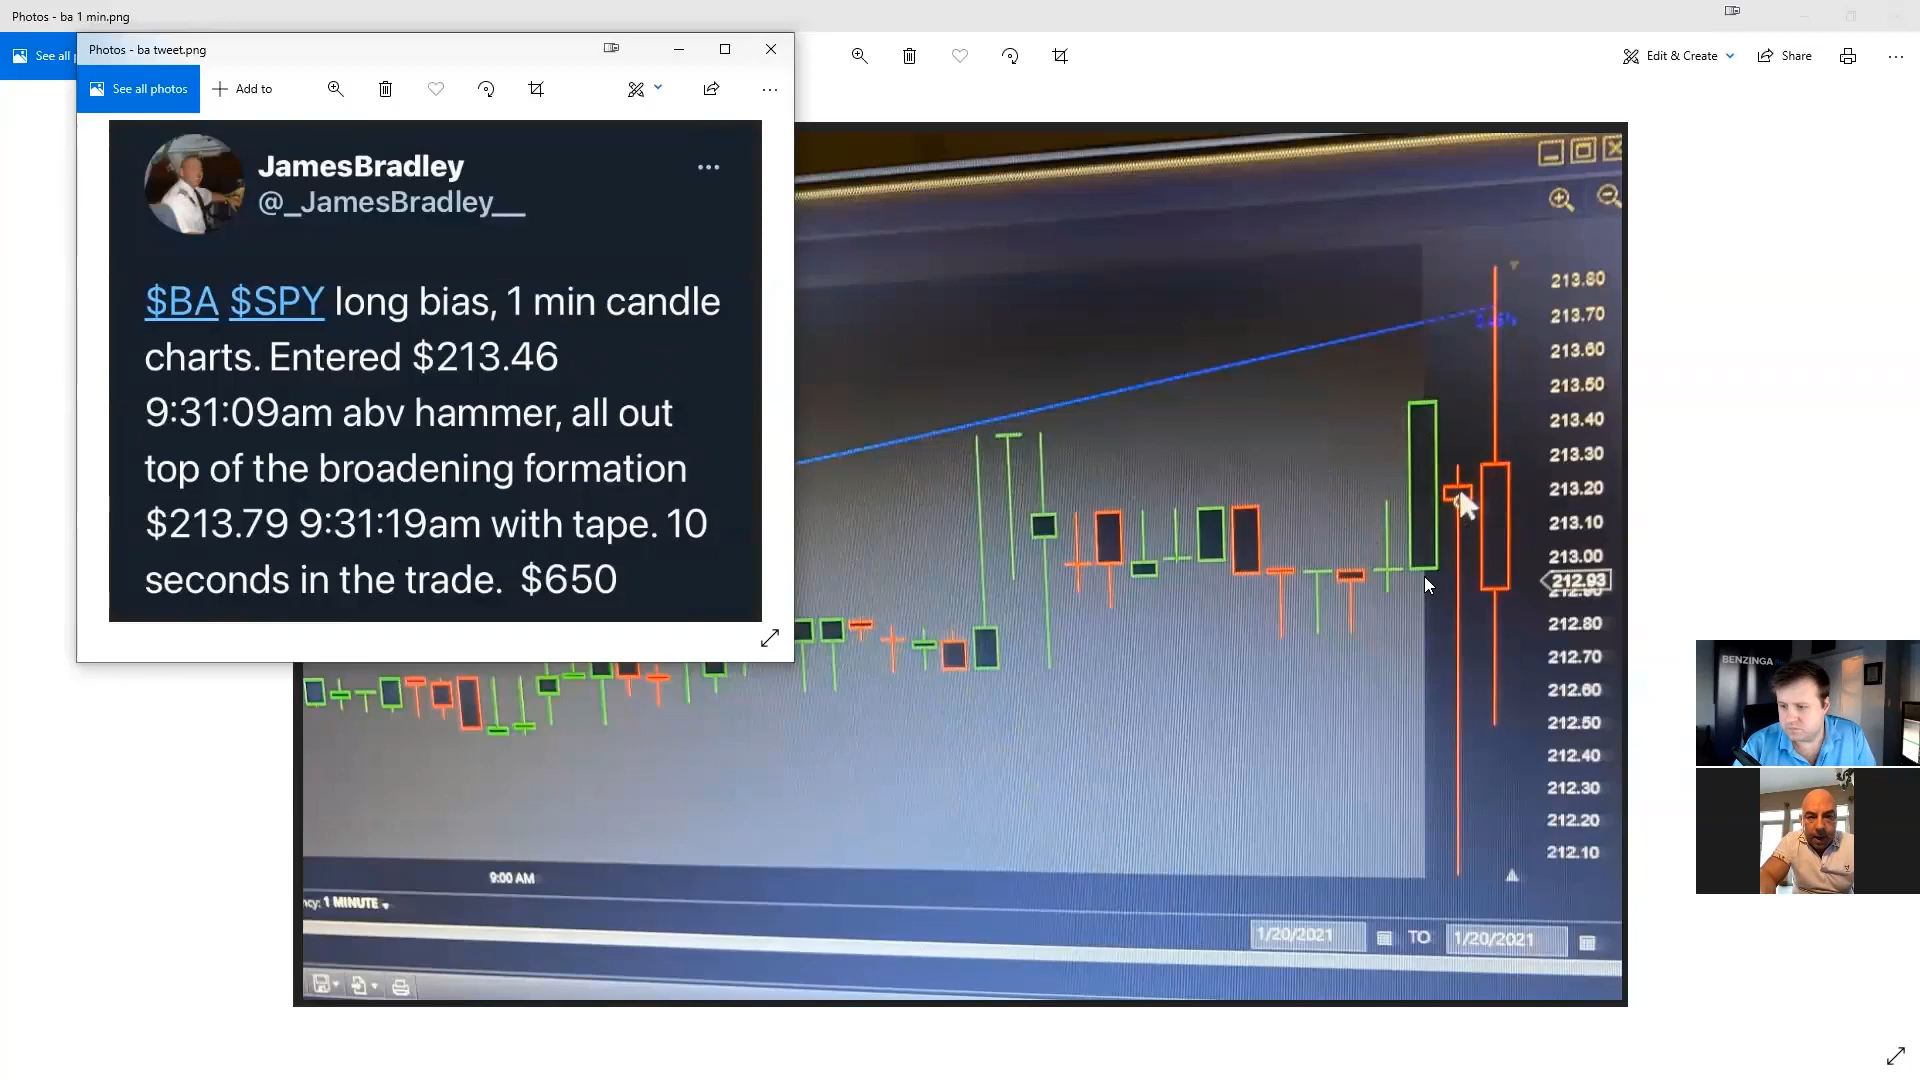 Photos - ba 1 min.png
See all p
Edit & Create
Share
Photos - ba tweet.png
See all photos
Add to
JamesBradley
@_JamesBradley__
$BA $SPY long bias, 1 min candle
charts. Entered $213.46
9:31:09am abv hammer, all out
top of the broadening formation
$213.79 9:31:19am with tape. 10
seconds in the trade. $650
213.80
213.70
213.60
213.50
213.40
213.30
213.20
213.10
213.00
212.93
212.80
212.70
212.60
212.50
212.40
212.30
212.20
212.10
9:00 AM
ncy: 1 MINUTE
1/20/2021
TO
1/20/2021
BENZINGA